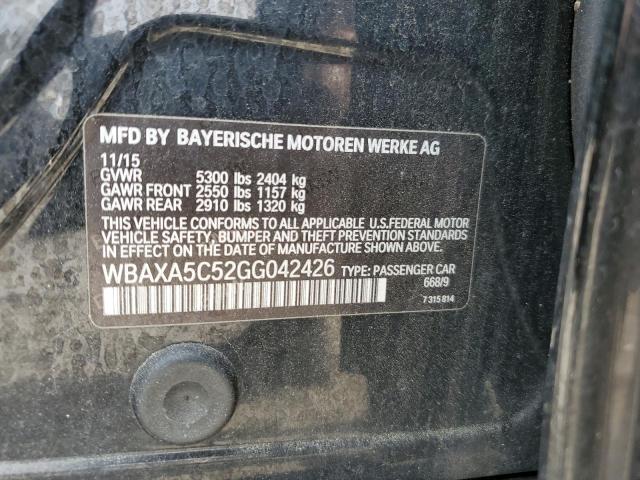 MFD BY BAYERISCHE MOTOREN WERKE AG
11/15
GVWR 5300 lbs 2404 kg
GAWR FRONT 2550 lbs 1157 kg
GAWR REAR 2910 lbs 1320 kg
THIS VEHICLE CONFORMS TO ALL APPLICABLE U.S.FEDERAL MOTOR
VEHICLE SAFETY, BUMPER AND THEFT PREVENTION STANDARDS
IN EFFECT ON THE DATE OF MANUFACTURE SHOWN ABOVE.
WBAXA5C52GG042426 TYPE: PASSENGER CAR
668/9
7 315 814